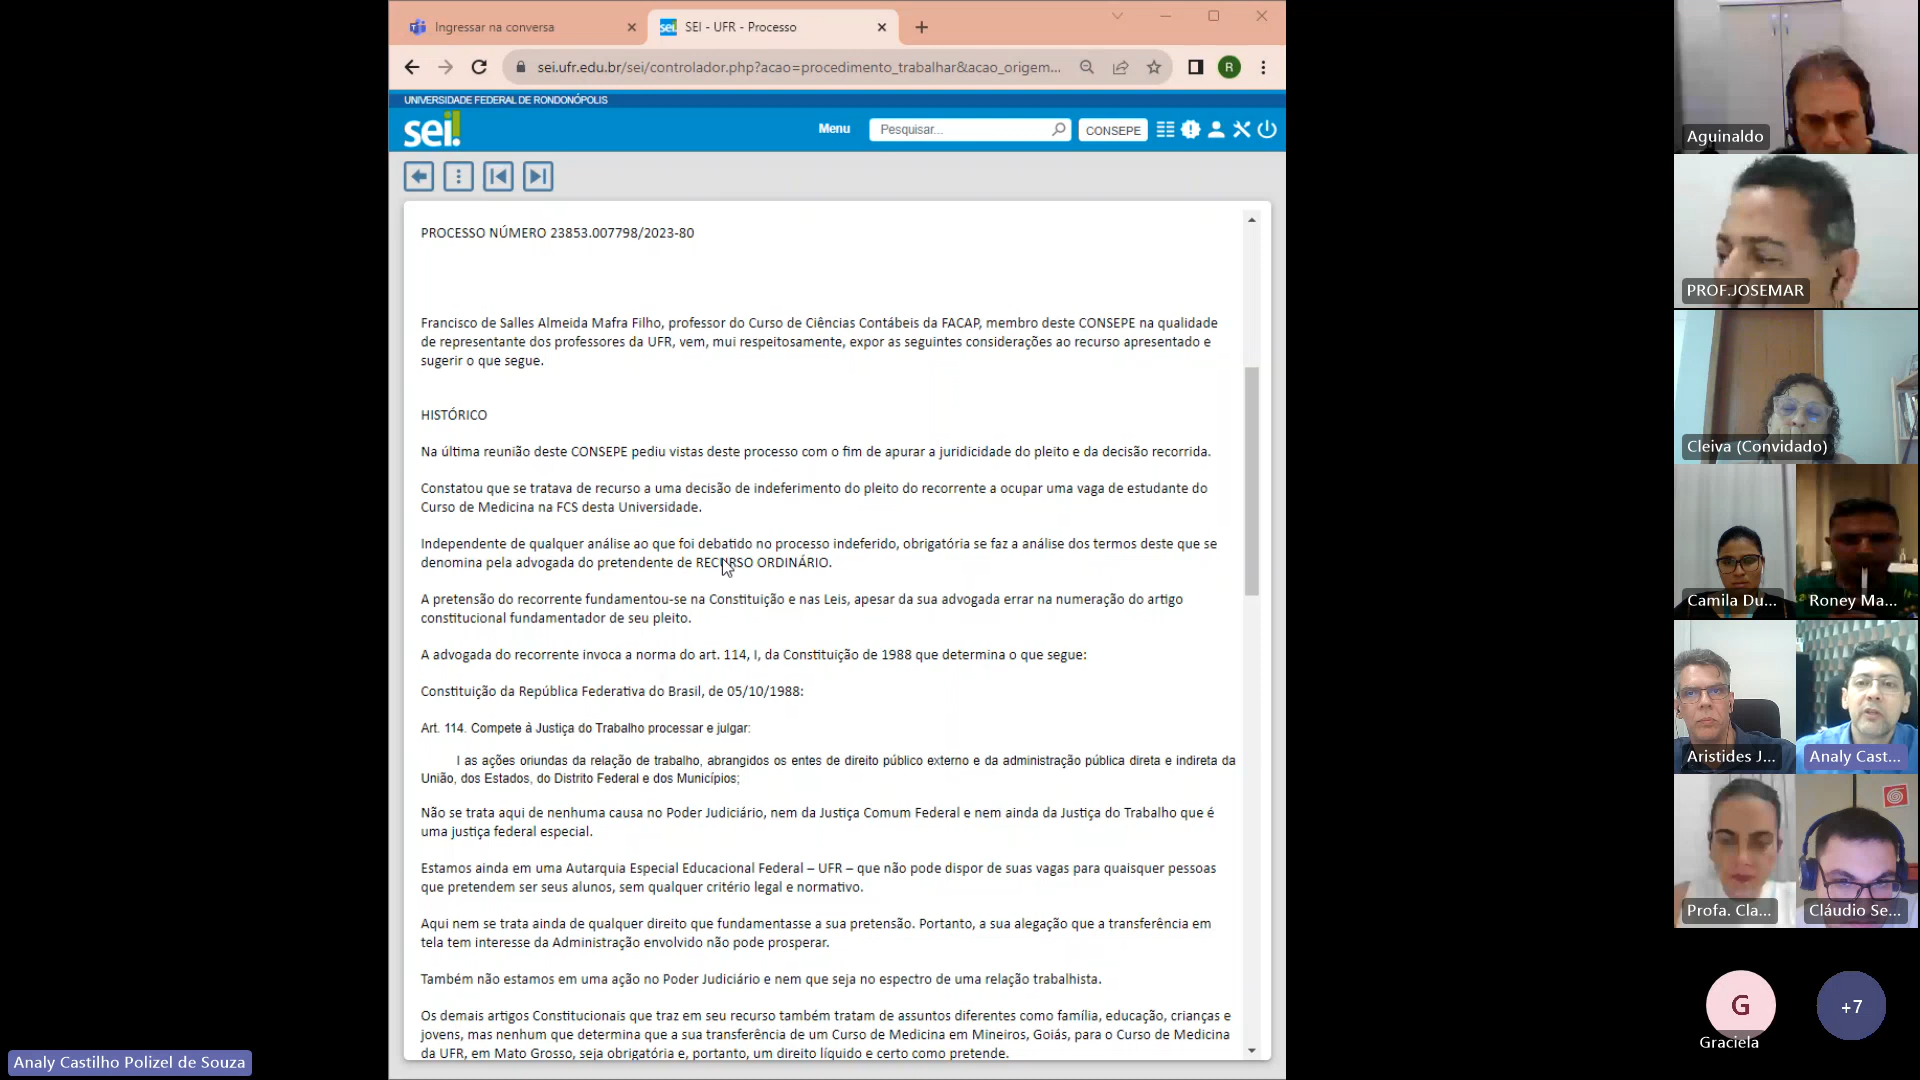 Ingressar na conversa
SEI - UFR - Processo
sei.ufr.edu.br/sei/controlador.php?acao=procedimento_trabalhar&acao_origem...
R
UNIVERSIDADE FEDERAL DE RONDONÓPOLIS
sei!
Menu
Pesquisar...
CONSEPE
PROCESSO NÚMERO 23853.007798/2023-80
Francisco de Salles Almeida Mafra Filho, professor do Curso de Ciências Contábeis da FACAP, membro deste CONSEPE na qualidade
de representante dos professores da UFR, vem, mui respeitosamente, expor as seguintes considerações ao recurso apresentado e
sugerir o que segue.
HISTÓRICO
Na última reunião deste CONSEPE pediu vistas deste processo com o fim de apurar a juridicidade do pleito e da decisão recorrida.
Constatou que se tratava de recurso a uma decisão de indeferimento do pleito do recorrente a ocupar uma vaga de estudante do
Curso de Medicina na FCS desta Universidade.
Independente de qualquer análise ao que foi debatido no processo indeferido, obrigatória se faz a análise dos termos deste que se
denomina pela advogada do pretendente de RECURSO ORDINÁRIO.
A pretensão do recorrente fundamentou-se na Constituição e nas Leis, apesar da sua advogada errar na numeração do artigo
constitucional fundamentador de seu pleito.
A advogada do recorrente invoca a norma do art. 114, I, da Constituição de 1988 que determina o que segue:
Constituição da República Federativa do Brasil, de 05/10/1988:
Art. 114. Compete à Justiça do Trabalho processar e julgar:
I as ações oriundas da relação de trabalho, abrangidos os entes de direito público externo e da administração pública direta e indireta da
União, dos Estados, do Distrito Federal e dos Municípios;
Não se trata aqui de nenhuma causa no Poder Judiciário, nem da Justiça Comum Federal e nem ainda da Justiça do Trabalho que é
uma justiça federal especial.
Estamos ainda em uma Autarquia Especial Educacional Federal – UFR – que não pode dispor de suas vagas para quaisquer pessoas
que pretendem ser seus alunos, sem qualquer critério legal e normativo.
Aqui nem se trata ainda de qualquer direito que fundamentasse a sua pretensão. Portanto, a sua alegação que a transferência em
tela tem interesse da Administração envolvido não pode prosperar.
Também não estamos em uma ação no Poder Judiciário e nem que seja no espectro de uma relação trabalhista.
Os demais artigos Constitucionais que traz em seu recurso também tratam de assuntos diferentes como família, educação, crianças e
jovens, mas nenhum que determina que a sua transferência de um Curso de Medicina em Mineiros, Goiás, para o Curso de Medicina
da UFR, em Mato Grosso, seja obrigatória e, portanto, um direito líquido e certo como pretende.
Aguinaldo
PROF.JOSEMAR
Cleiva (Convidado)
Camila Du...
Roney Ma...
Aristides J...
Analy Cast...
Profa. Cla...
Cláudio Se...
G
+7
Graciela
Analy Castilho Polizel de Souza